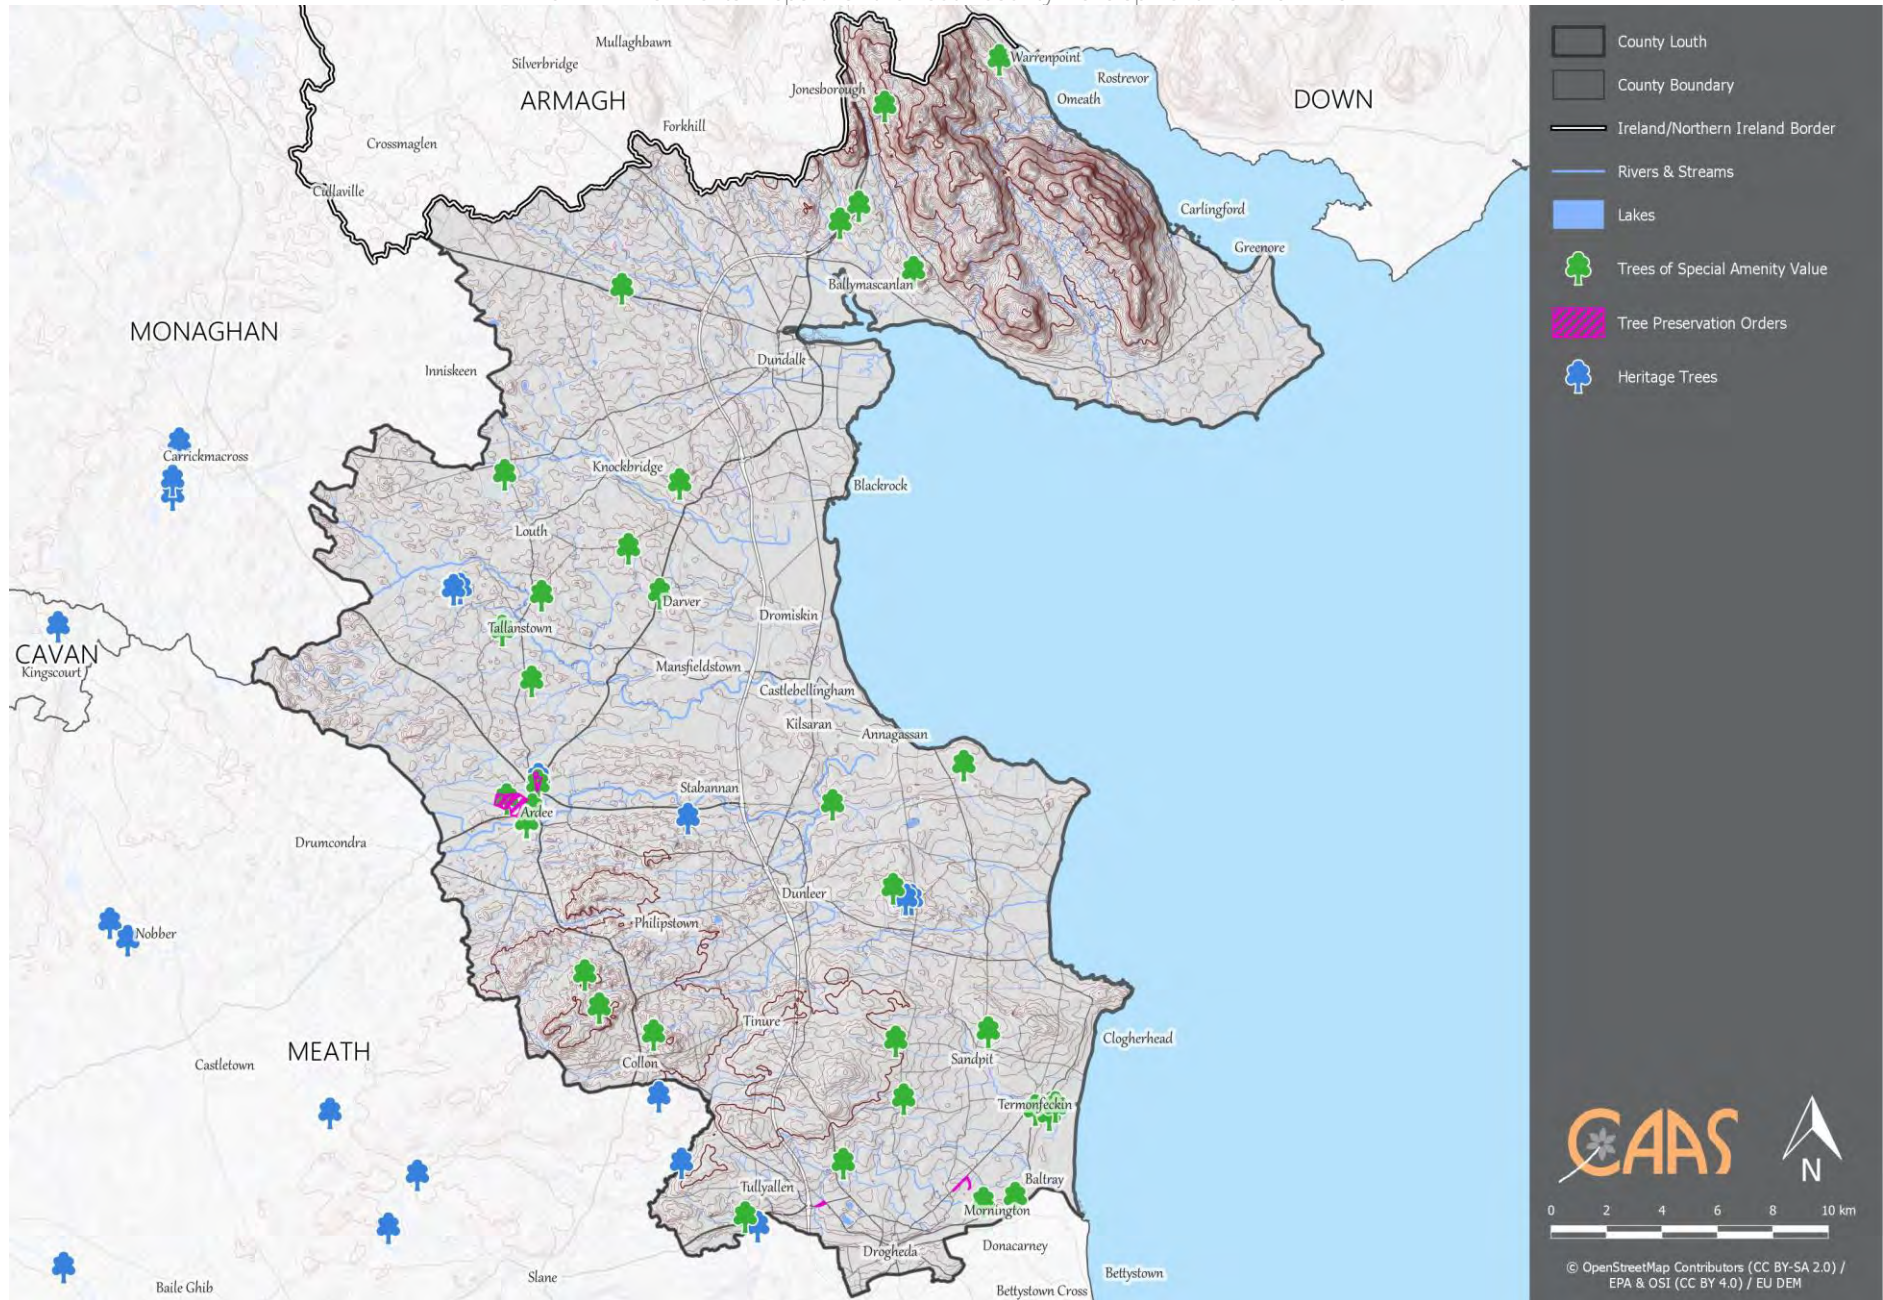 Mullaghbawn
Silverbridge
ARMAGH
Jonesborough
Forkhill
Crossmaglen
Cullaville
Warrenpoint
Rostrevor
Omeath
DOWN
Carlingford
Greenore
Ballymascanlan
MONAGHAN
Inniskeen
Dundalk
Carrickmacross
Knockbridge
Blackrock
Louth
Darver
Dromiskin
Tallanstown
CAVAN
Kingscourt
Mansfieldstown
Castlebellingham
Kilsaran
Annagassan
Stabannan
Ardee
Drumcondra
Dunleer
Philipstown
Nobber
Tinure
Clogherhead
MEATH
Castletown
Collon
Sandpit
Termonfeckin
Tullyallen
Baltray
Mornington
Drogheda
Donacarney
Slane
Baile Ghib
Bettystown
Bettystown Cross
County Louth
County Boundary
Ireland/Northern Ireland Border
Rivers & Streams
Lakes
Trees of Special Amenity Value
Tree Preservation Orders
Heritage Trees
CAAS
N
0 2 4 6 8 10 km
© OpenStreetMap Contributors (CC BY-SA 2.0) /
EPA & OSI (CC BY 4.0) / EU DEM